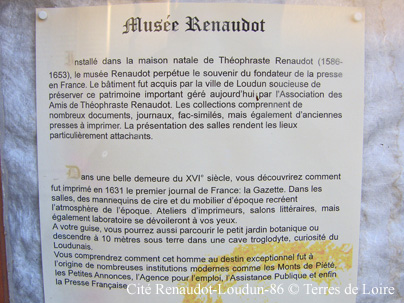 Musée Renaudot
Installé dans la maison natale de Théophraste Renaudot (1586-
1653), le musée Renaudot perpétue le souvenir du fondateur de la presse
en France. Le bâtiment fut acquis par la ville de Loudun soucieuse de
préserver ce patrimoine important géré aujourd'hui par l'Association des
Amis de Théophraste Renaudot. Les collections comprennent de
nombreux documents, journaux, fac-similés, mais également d'anciennes
presses à imprimer. La présentation des salles rendent les lieux
particulièrement attachants.
Dans une belle demeure du XVI° siècle, vous découvrirez comment
fut imprimé en 1631 le premier journal de France: la Gazette. Dans les
salles, des mannequins de cire et du mobilier d'époque recréent
l'atmosphère de l'époque. Ateliers d'imprimeurs, salons littéraires, mais
également laboratoire se dévoileront à vos yeux.
A votre guise, vous pourrez aussi parcourir le petit jardin botanique ou
descendre à 10 mètres sous terre dans une cave troglodyte, curiosité du
Loudunais.
Vous comprendrez comment cet homme au destin exceptionnel fut à
l'origine de nombreuses institutions modernes comme les Monts de Piété,
les Petites Annonces, l'Agence pour l'emploi, l'Assistance Publique et enfin
la Presse Française.
Cité Renaudot-Loudun-86 © Terres de Loire